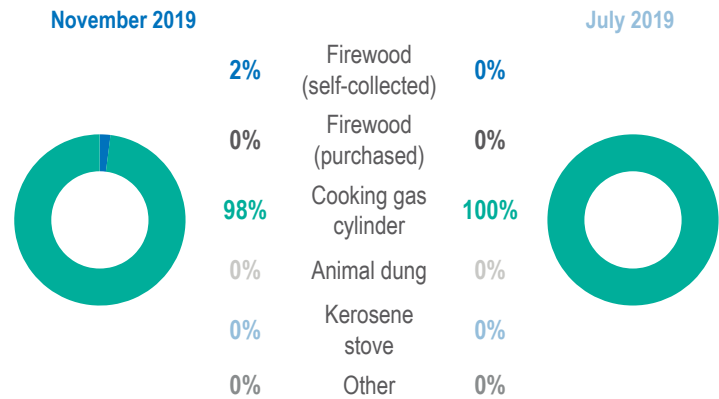 November 2019
July 2019
2%
Firewood
(self-collected)
0%
0%
Firewood
(purchased)
0%
98%
Cooking gas
cylinder
100%
0%
Animal dung
0%
0%
Kerosene
stove
0%
0%
Other
0%